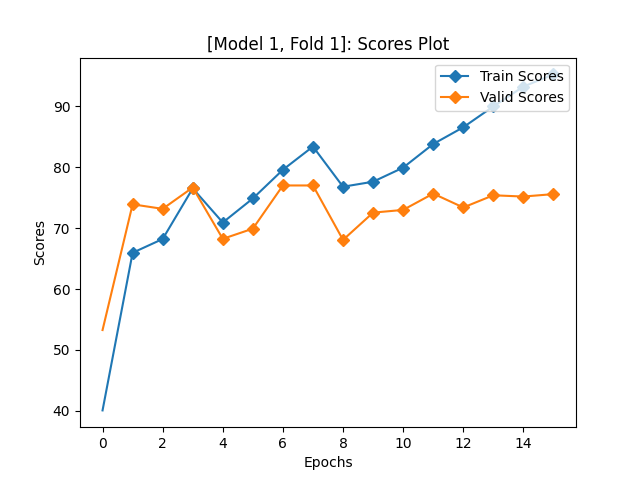 [Model 1, Fold 1]: Scores Plot
Train Scores
Valid Scores
90
80
70
60
50
40
Scores
0 2 4 6 8 10 12 14
Epochs